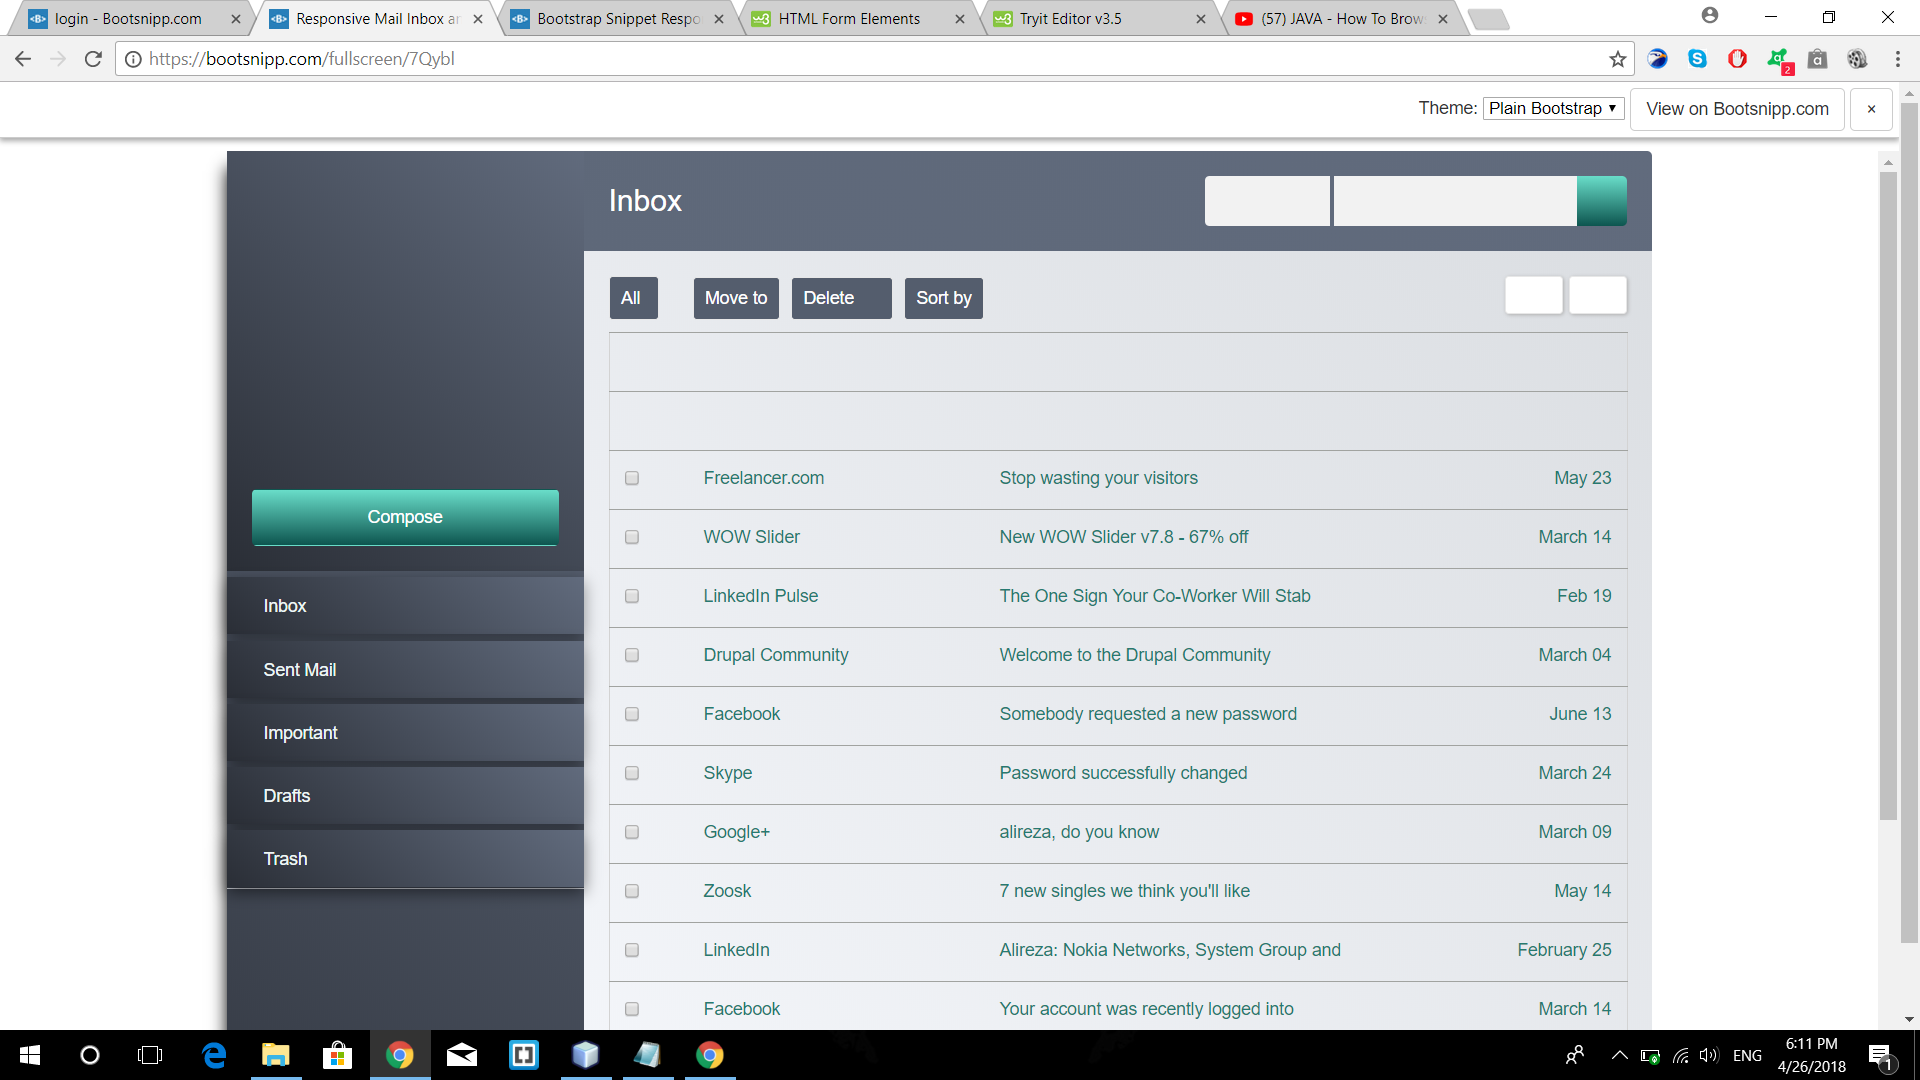 login - Bootsnipp.com
Responsive Mail Inbox ar
Bootstrap Snippet Respo
HTML Form Elements
Tryit Editor v3.5
(57) JAVA - How To Brow
https://bootsnipp.com/fullscreen/7Qybl
2
Theme: Plain Bootstrap
View on Bootsnipp.com
×
Inbox
All
Move to
Delete
Sort by
Compose
Inbox
Sent Mail
Important
Drafts
Trash
Freelancer.com Stop wasting your visitors May 23
WOW Slider New WOW Slider v7.8 - 67% off March 14
LinkedIn Pulse The One Sign Your Co-Worker Will Stab Feb 19
Drupal Community Welcome to the Drupal Community March 04
Facebook Somebody requested a new password June 13
Skype Password successfully changed March 24
Google+ alireza, do you know March 09
Zoosk 7 new singles we think you'll like May 14
LinkedIn Alireza: Nokia Networks, System Group and February 25
Facebook Your account was recently logged into March 14
ENG
6:11 PM
4/26/2018
1